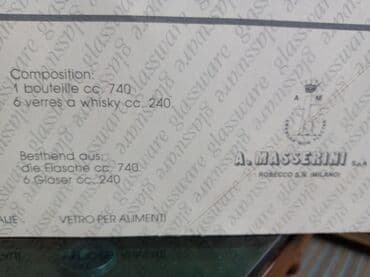 Composition:
1 bouteille cc. 740
6 verres a whisky cc. 240.
A M
Besthend aus:
die Flasche cc. 740
6 Gläser cc. 240
A. MASSERINI S.p.A.
ROBECCO S.N. (MILANO)
VETRO PER ALIMENTI
glassware